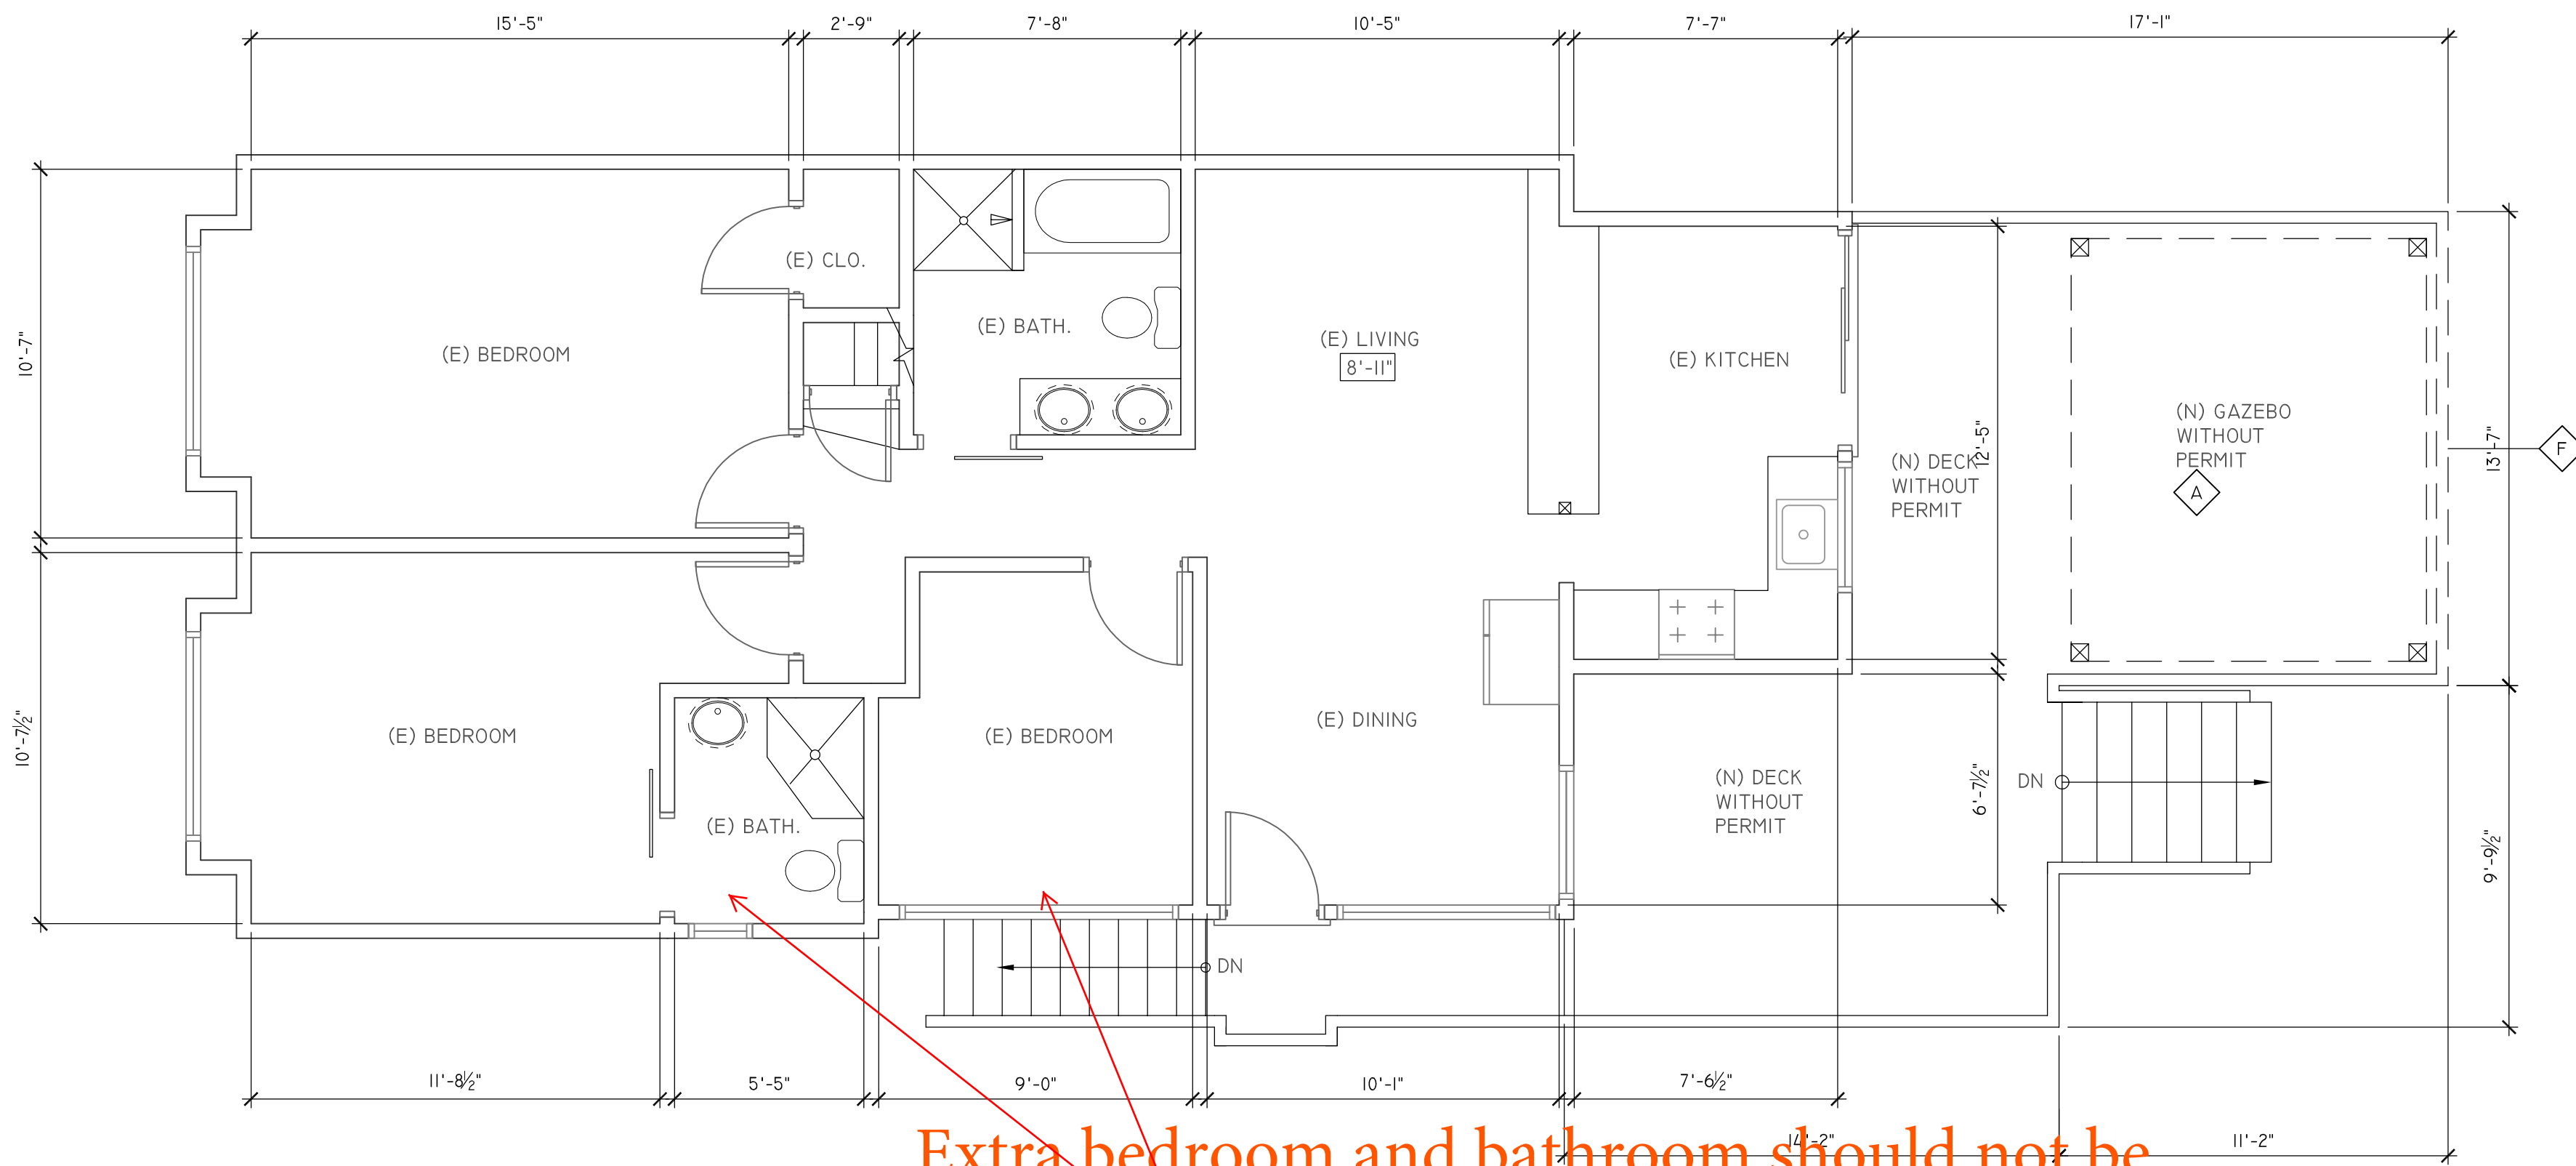 15'-5"
2'-9"
7'-8"
10'-5"
7'-7"
17'-1"
10'-7"
(E) CLO.
(E) BATH.
(E) LIVING
8'-11"
(E) BEDROOM
(E) KITCHEN
(N) GAZEBO
WITHOUT
PERMIT
A
(N) DECK
WITHOUT
PERMIT
12'-5"
13'-7"
F
10'-7½"
(E) BEDROOM
(E) BEDROOM
(E) DINING
(E) BATH.
(N) DECK
WITHOUT
PERMIT
6'-7½"
DN
9'-9½"
DN
11'-8½"
5'-5"
9'-0"
10'-1"
7'-6½"
14'-2"
11'-2"
Extra bedroom and bathroom should not be